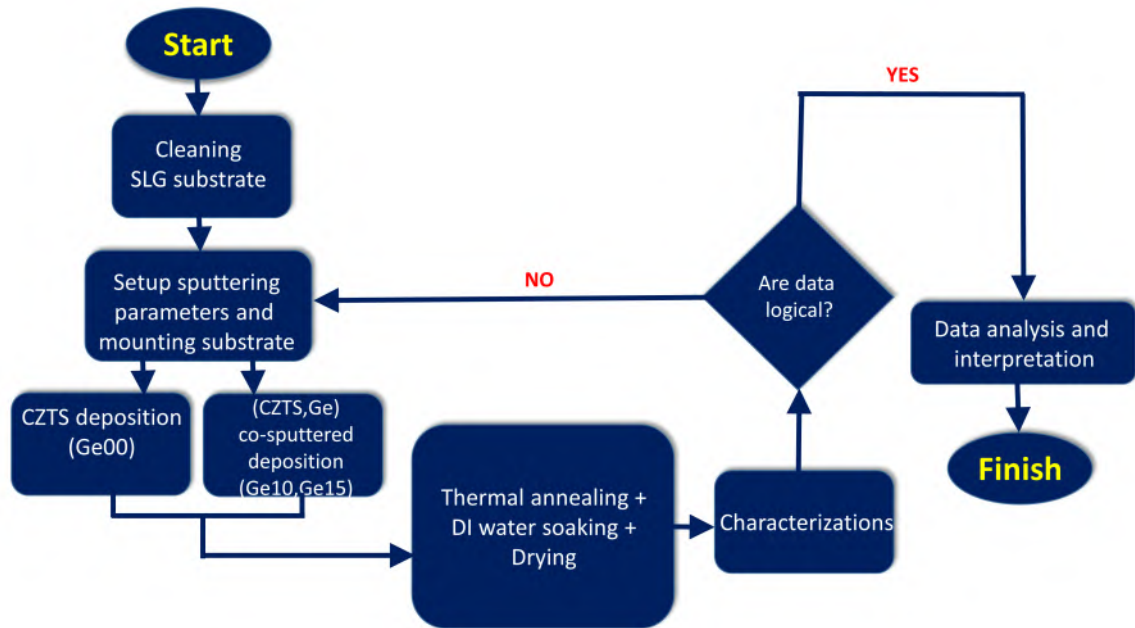 Start
Cleaning
SLG substrate
Setup sputtering
parameters and
mounting substrate
CZTS deposition
(Ge00)
(CZTS,Ge)
co-sputtered
deposition
(Ge10,Ge15)
Thermal annealing +
DI water soaking +
Drying
Characterizations
Are data
logical?
NO
YES
Data analysis and
interpretation
Finish